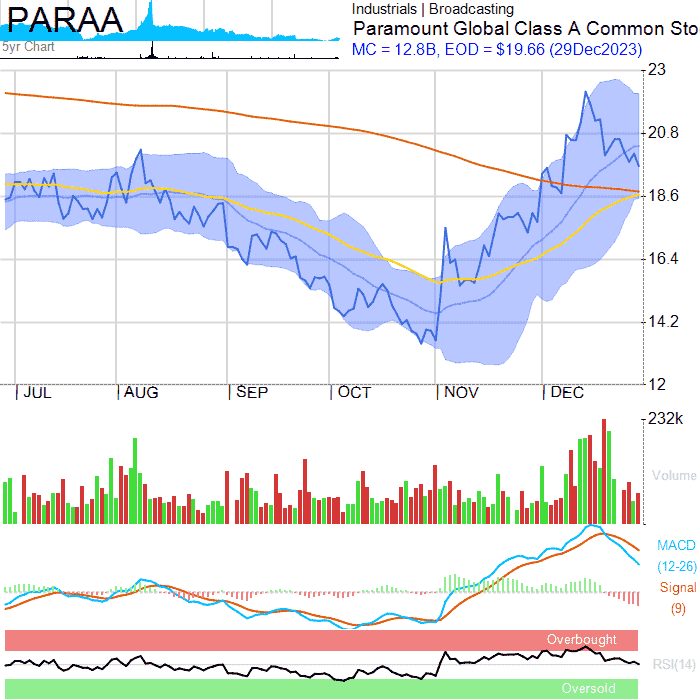 PARAA
5yr Chart
Industrials | Broadcasting
Paramount Global Class A Common Sto
MC = 12.8B, EOD = $19.66 (29Dec2023)
23
20.8
18.6
16.4
14.2
12
JUL AUG SEP OCT NOV DEC
232k
Volume
MACD
(12-26)
Signal
(9)
Overbought
RSI(14)
Oversold